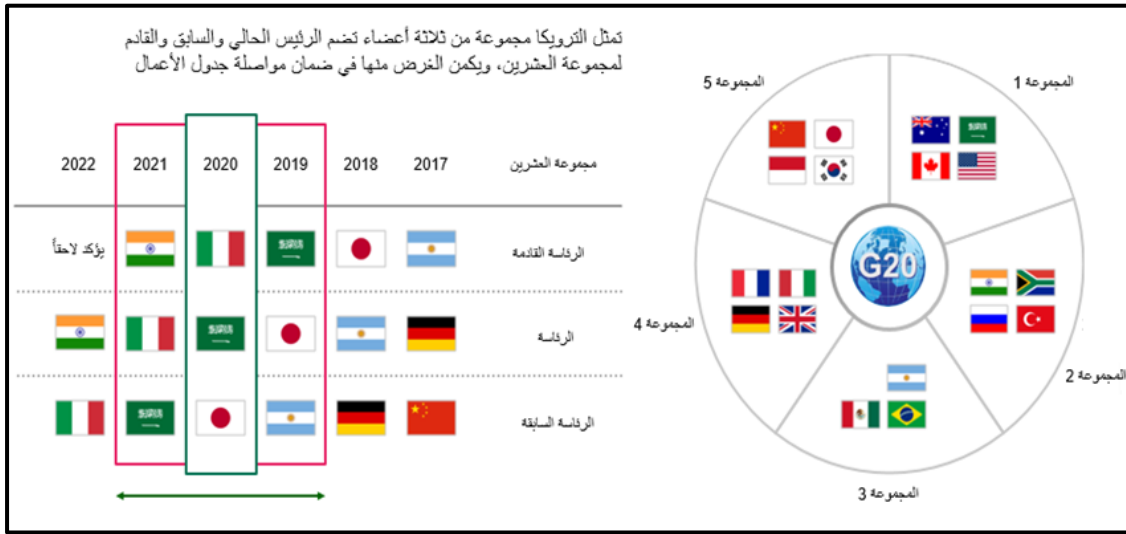 تمثل الترويكا مجموعة من ثلاثة أعضاء تضم الرئيس الحالي والسابق والقادم
لمجموعة العشرين، ويكمن الغرض منها في ضمان مواصلة جدول الأعمال
مجموعة العشرين 2017 2018 2019 2020 2021 2022
الرئاسة القادمة يؤكد لاحقاً
الرئاسة
الرئاسة السابقة
المجموعة 1
المجموعة 2
المجموعة 3
المجموعة 4
المجموعة 5
G20